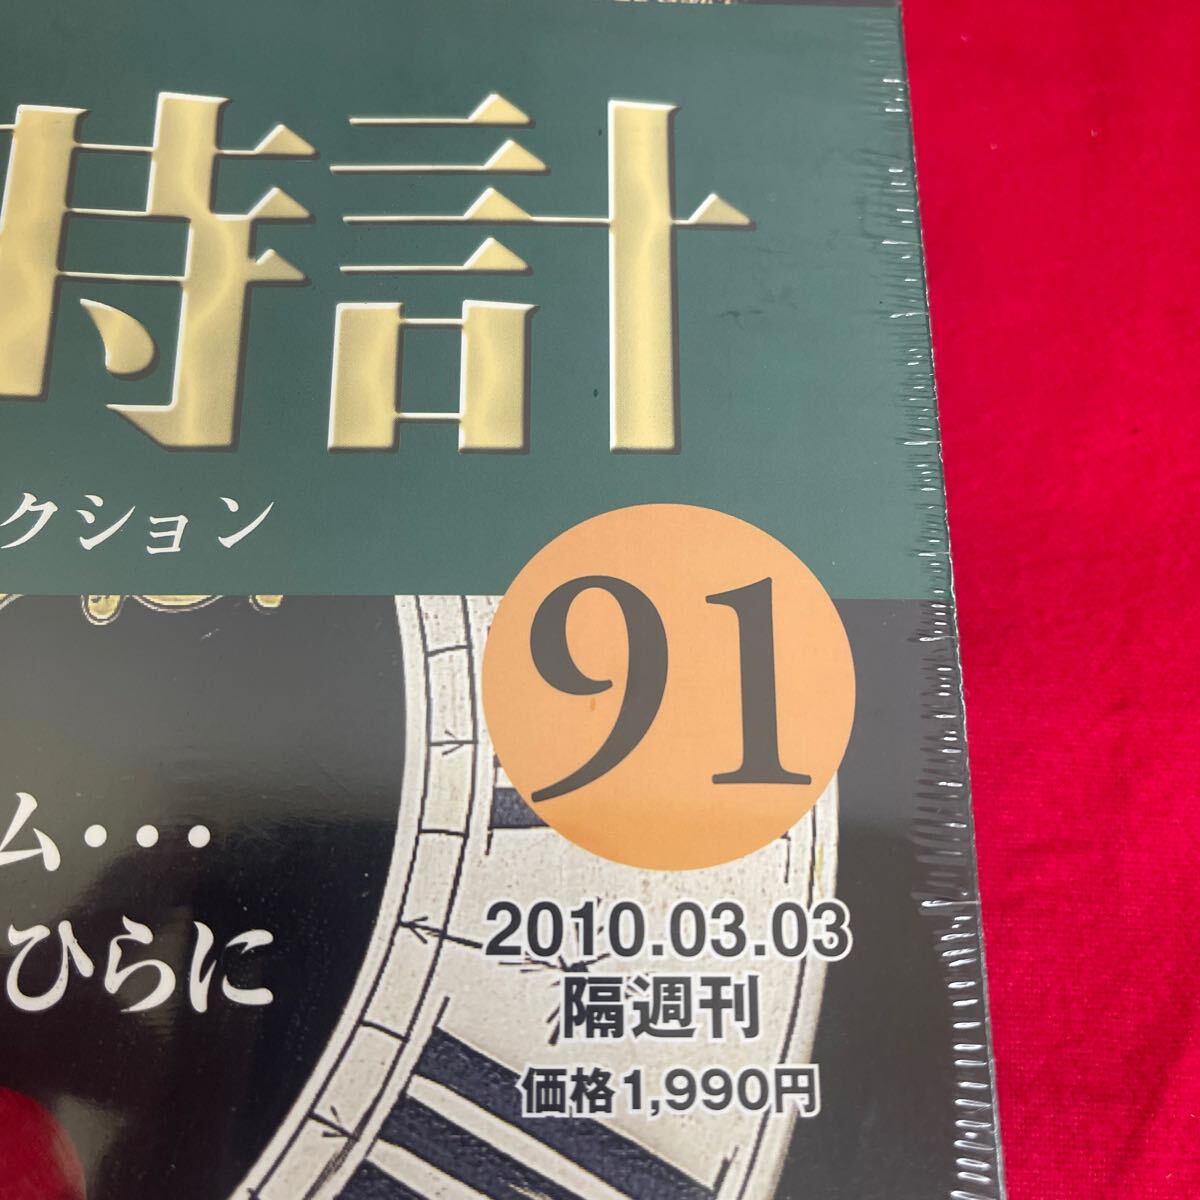 時計
クション
91
ム・・・
ひらに
2010.03.03
隔週刊
価格1,990円